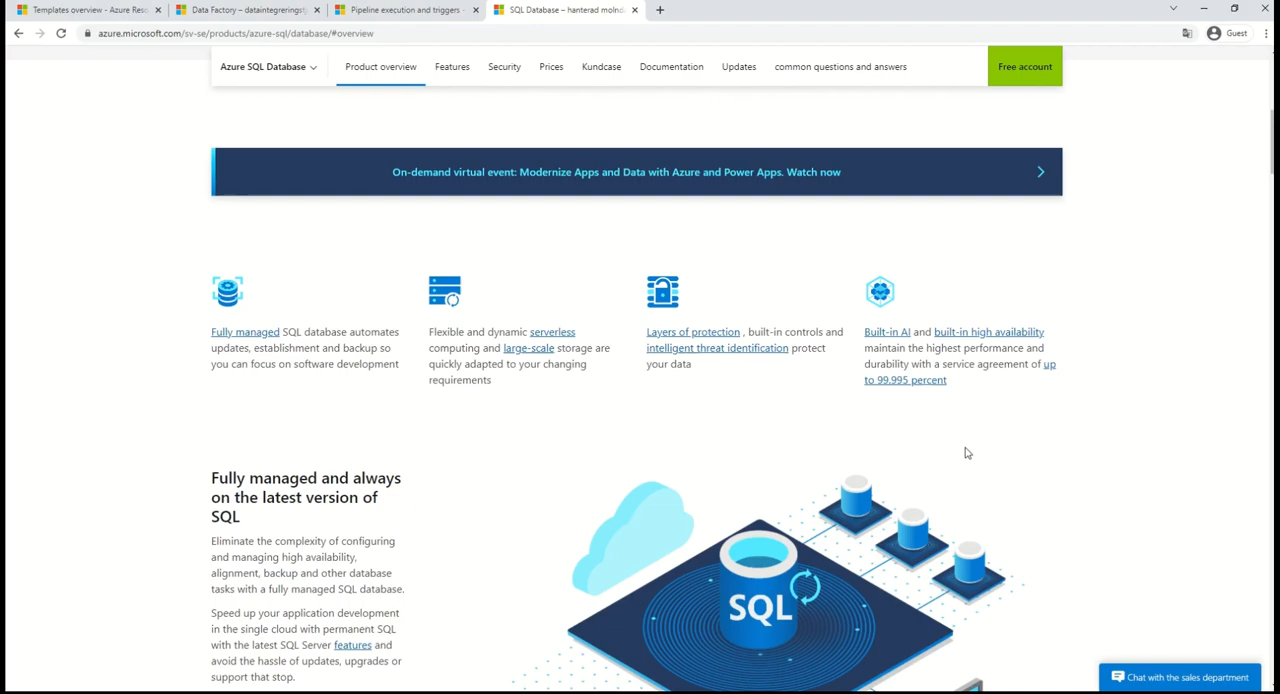 Templates overview - Azure Reso
Data Factory – dataintegreringstj
Pipeline execution and triggers -
SQL Database – hanterad molnda
azure.microsoft.com/sv-se/products/azure-sql/database/#overview
Guest
Azure SQL Database
Product overview
Features
Security
Prices
Kundcase
Documentation
Updates
common questions and answers
Free account
On-demand virtual event: Modernize Apps and Data with Azure and Power Apps. Watch now
Fully managed SQL database automates
updates, establishment and backup so
you can focus on software development
Flexible and dynamic serverless
computing and large-scale storage are
quickly adapted to your changing
requirements
Layers of protection , built-in controls and
intelligent threat identification protect
your data
Built-in AI and built-in high availability
maintain the highest performance and
durability with a service agreement of up
to 99.995 percent
Fully managed and always
on the latest version of
SQL
Eliminate the complexity of configuring
and managing high availability,
alignment, backup and other database
tasks with a fully managed SQL database.
Speed up your application development
in the single cloud with permanent SQL
with the latest SQL Server features and
avoid the hassle of updates, upgrades or
support that stop.
SQL
Chat with the sales department